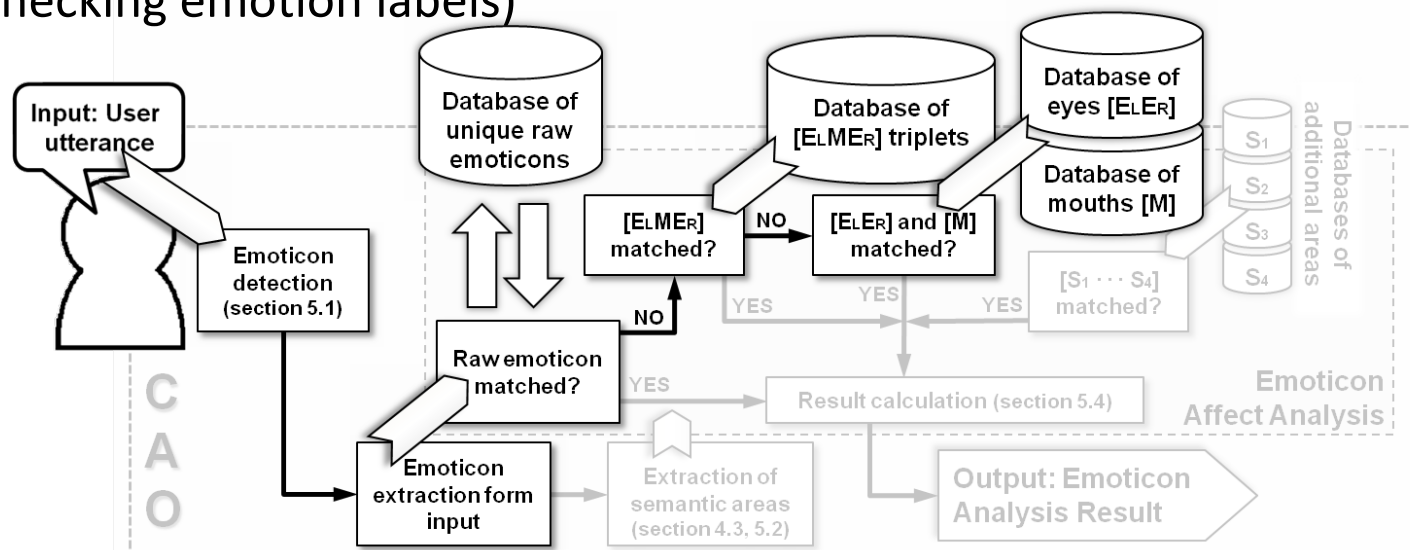 necking emotion labels)
Input: User
utterance
Database of
unique raw
emoticons
Database of
[ELMER] triplets
Database of
eyes [ELER]
Database of
mouths [M]
S1
S2
S3
S4
Databases of
additional areas
Emoticon
detection
(section 5.1)
[ELMER]
matched?
NO
[ELER] and [M]
matched?
[S1 ··· S4]
matched?
YES
YES
YES
NO
Raw emoticon
matched?
YES
Result calculation (section 5.4)
Emoticon
Affect Analysis
C
A
O
Emoticon
extraction form
input
Extraction of
semantic areas
(section 4.3, 5.2)
Output: Emoticon
Analysis Result